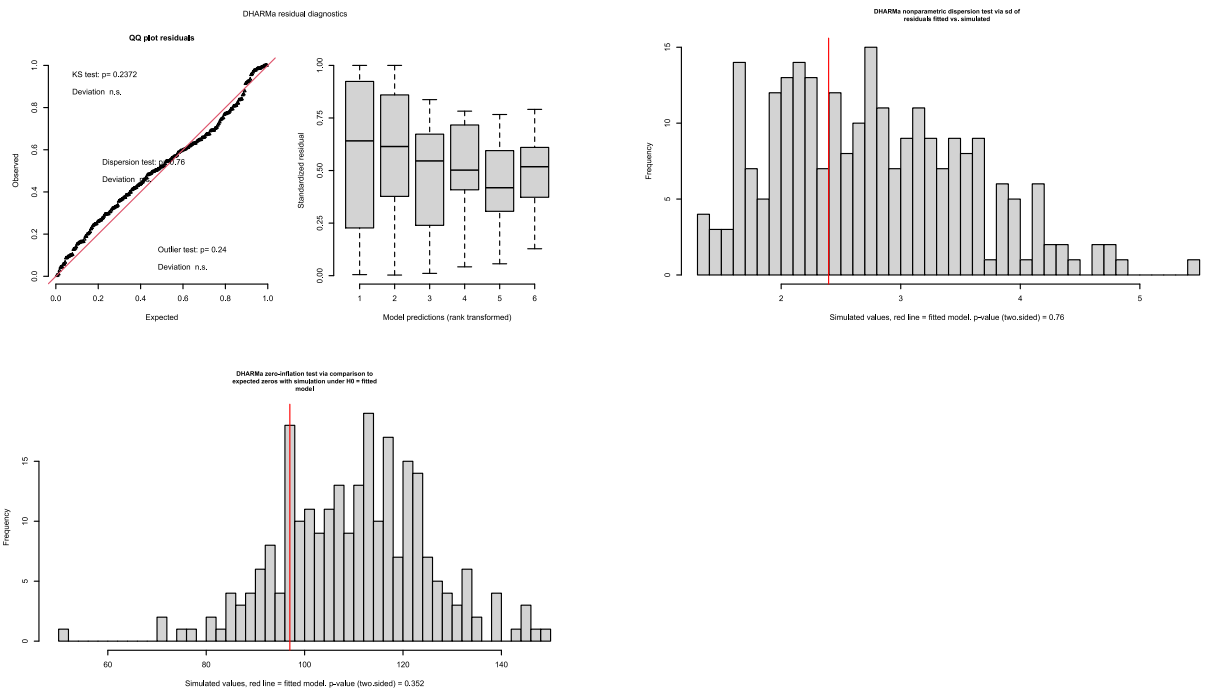 DHARMa residual diagnostics
QQ plot residuals
KS test: p= 0.2372
Deviation n.s.
Dispersion test: p= 0.76
Deviation n.s.
Outlier test: p= 0.24
Deviation n.s.
Observed
0.0 0.2 0.4 0.6 0.8 1.0
0.0 0.2 0.4 0.6 0.8 1.0
Expected
Standardized residual
0.00 0.25 0.50 0.75 1.00
1 2 3 4 5 6
Model predictions (rank transformed)
DHARMa nonparametric dispersion test via sd of
residuals fitted vs. simulated
Frequency
0 5 10 15
2 3 4 5
Simulated values, red line = fitted model. p-value (two.sided) = 0.76
DHARMa zero-inflation test via comparison to
expected zeros with simulation under H0 = fitted
model
Frequency
0 5 10 15
60 80 100 120 140
Simulated values, red line = fitted model. p-value (two.sided) = 0.352